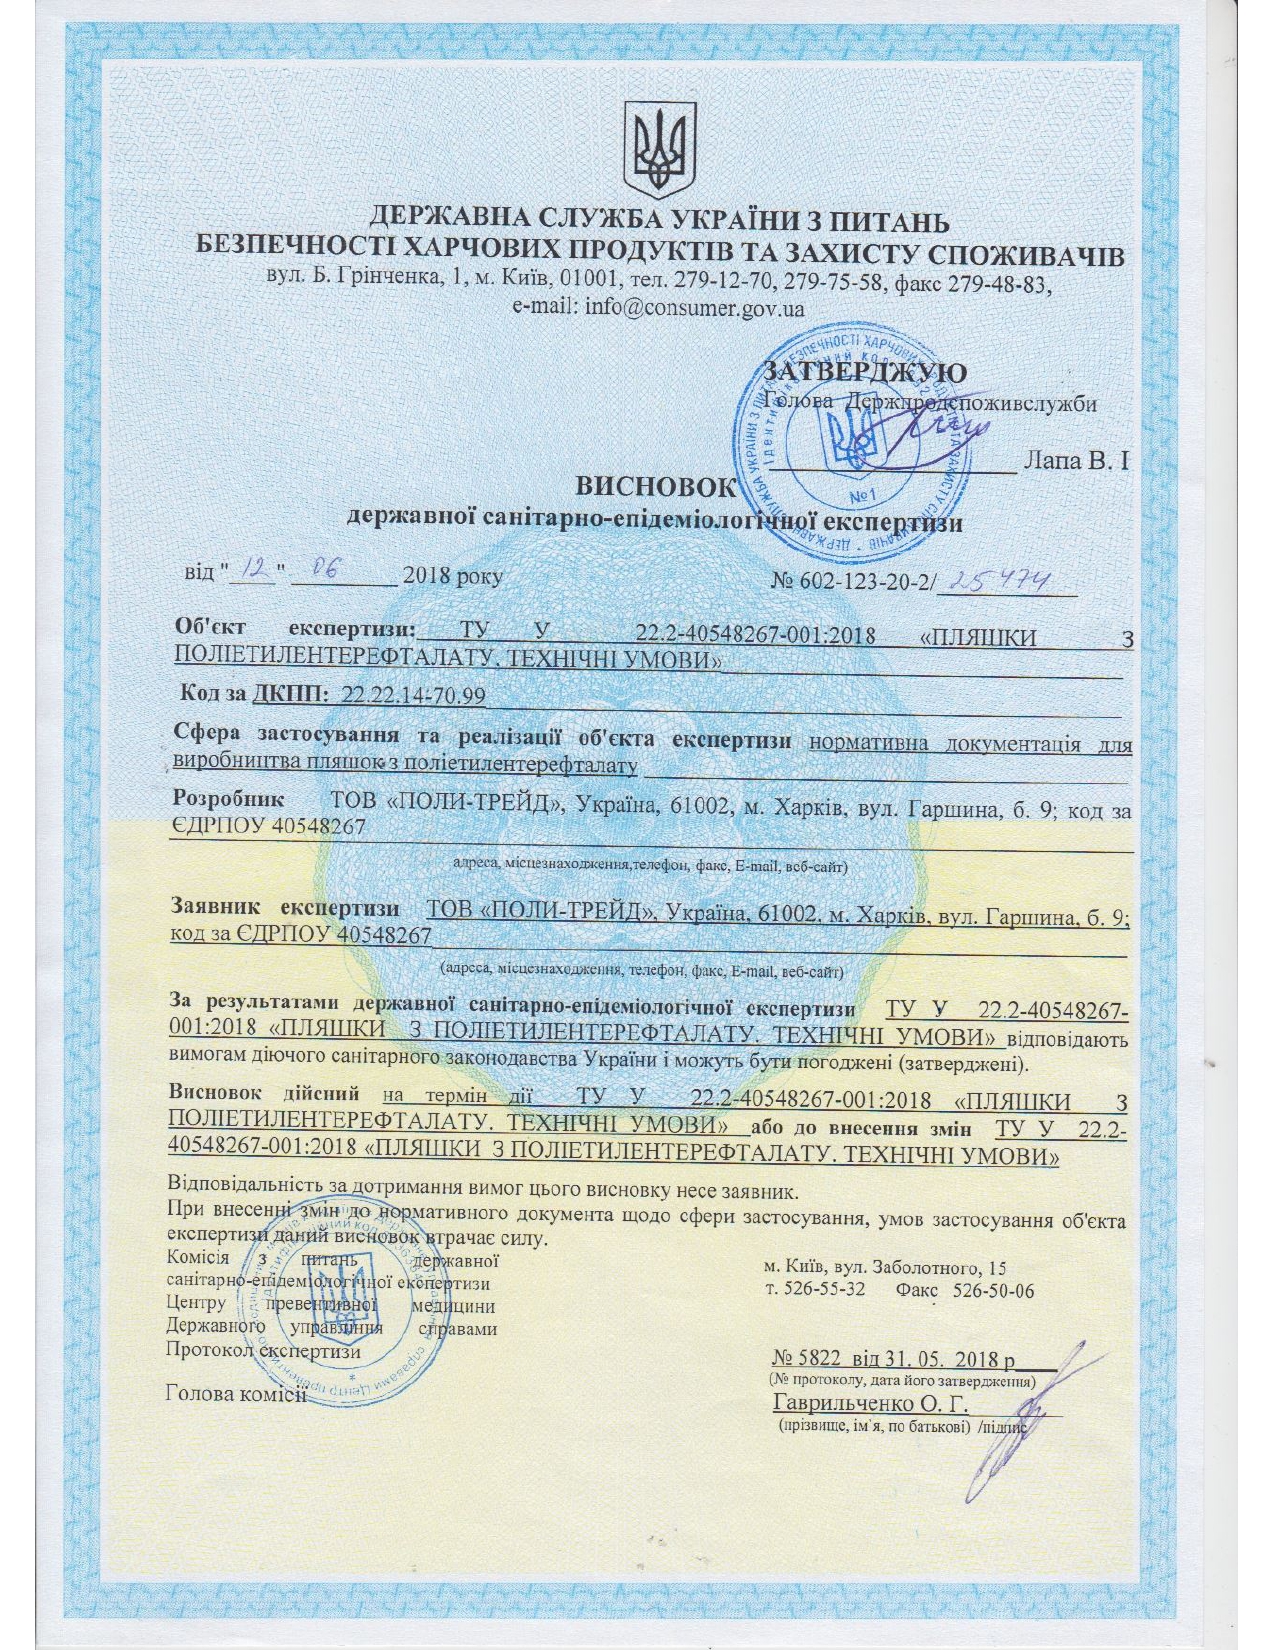 ДЕРЖАВНА СЛУЖБА УКРАЇНИ З ПИТАНЬ
БЕЗПЕЧНОСТІ ХАРЧОВИХ ПРОДУКТІВ ТА ЗАХИСТУ СПОЖИВАЧІВ
вул. Б. Грінченка, 1, м. Київ, 01001, тел. 279-12-70, 279-75-58, факс 279-48-83,
e-mail: info@consumer.gov.ua
ЗАТВЕРДЖУЮ
Голова Держпродспоживслужби
Лапа В. І
№1
ВИСНОВОК
державної санітарно-епідеміологічної експертизи
від "12" 06 2018 року № 602-123-20-2/25474
Об'єкт експертизи: ТУ У 22.2-40548267-001:2018 «ПЛЯШКИ З
ПОЛІЕТИЛЕНТЕРЕФТАЛАТУ. ТЕХНІЧНІ УМОВИ»
Код за ДКПП: 22.22.14-70.99
Сфера застосування та реалізації об'єкта експертизи нормативна документація для
виробництва пляшок з поліетилентерефталату
Розробник ТОВ «ПОЛИ-ТРЕЙД», Україна, 61002, м. Харків, вул. Гаршина, б. 9; код за
ЄДРПОУ 40548267
адреса, місцезнаходження,телефон, факс, E-mail, веб-сайт)
Заявник експертизи ТОВ «ПОЛИ-ТРЕЙД», Україна, 61002, м. Харків, вул. Гаршина, б. 9;
код за ЄДРПОУ 40548267
(адреса, місцезнаходження, телефон, факс, E-mail, веб-сайт)
За результатами державної санітарно-епідеміологічної експертизи ТУ У 22.2-40548267-
001:2018 «ПЛЯШКИ З ПОЛІЕТИЛЕНТЕРЕФТАЛАТУ. ТЕХНІЧНІ УМОВИ» відповідають
вимогам діючого санітарного законодавства України і можуть бути погоджені (затверджені).
Висновок дійсний на термін дії ТУ У 22.2-40548267-001:2018 «ПЛЯШКИ З
ПОЛІЕТИЛЕНТЕРЕФТАЛАТУ. ТЕХНІЧНІ УМОВИ» або до внесення змін ТУ У 22.2-
40548267-001:2018 «ПЛЯШКИ З ПОЛІЕТИЛЕНТЕРЕФТАЛАТУ. ТЕХНІЧНІ УМОВИ»
Відповідальність за дотримання вимог цього висновку несе заявник.
При внесенні змін до нормативного документа щодо сфери застосування, умов застосування об'єкта
експертизи даний висновок втрачає силу.
Комісія з питань державної
санітарно-епідеміологічної експертизи
Центру превентивної медицини
Державного управління справами
м. Київ, вул. Заболотного, 15
т. 526-55-32 Факс 526-50-06
Протокол експертизи
№ 5822 від 31. 05. 2018 р
(№ протоколу, дата його затвердження)
Голова комісії
Гаврильченко О. Г.
(прізвище, ім'я, по батькові) /підпис